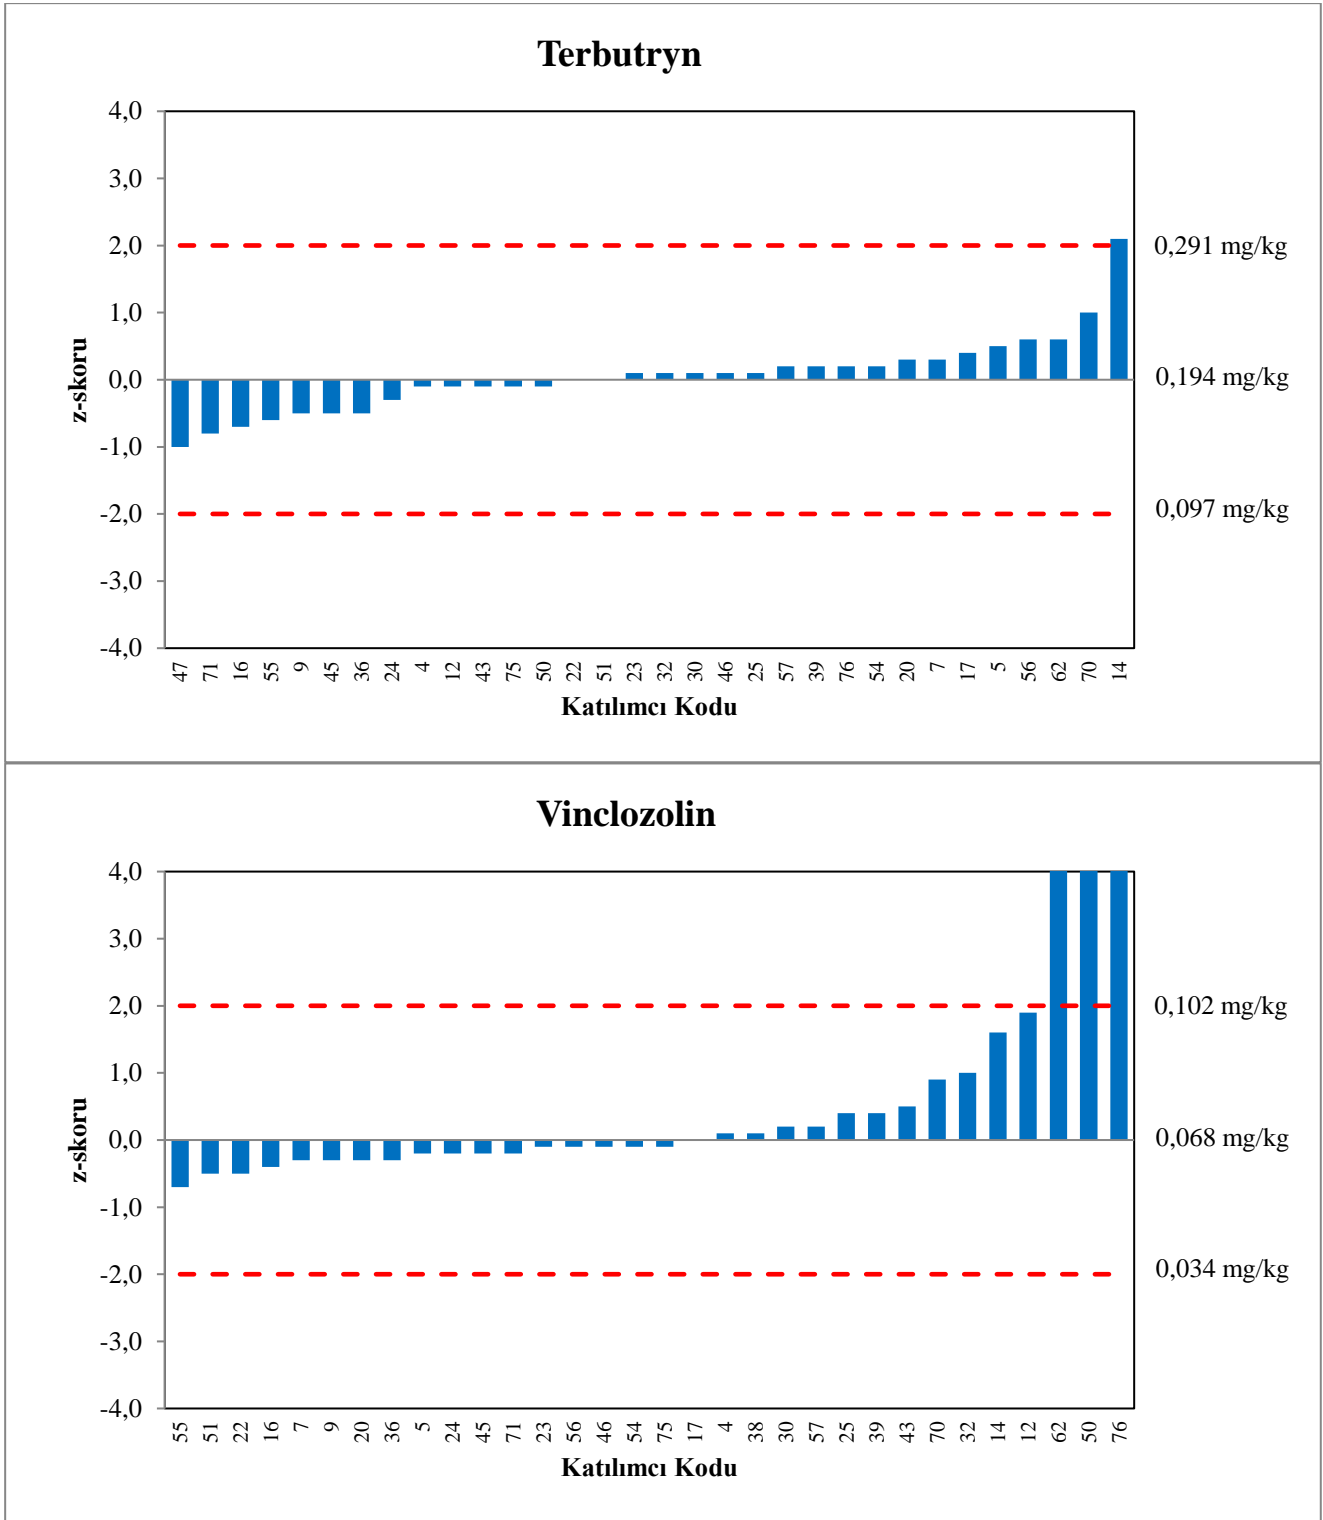 Terbutryn
4,0
3,0
2,0
0,291 mg/kg
1,0
0,0
0,194 mg/kg
-1,0
-2,0
0,097 mg/kg
-3,0
-4,0
z-skoru
47 71 16 55 9 45 36 24 4 12 43 75 50 22 51 23 32 30 46 25 57 39 76 54 20 7 17 5 56 62 70 14
Katılımcı Kodu
Vinclozolin
4,0
3,0
2,0
0,102 mg/kg
1,0
0,0
0,068 mg/kg
-1,0
-2,0
0,034 mg/kg
-3,0
-4,0
z-skoru
55 51 22 16 7 9 20 36 5 24 45 71 23 56 46 54 75 17 4 38 30 57 25 39 43 70 32 14 12 62 50 76
Katılımcı Kodu